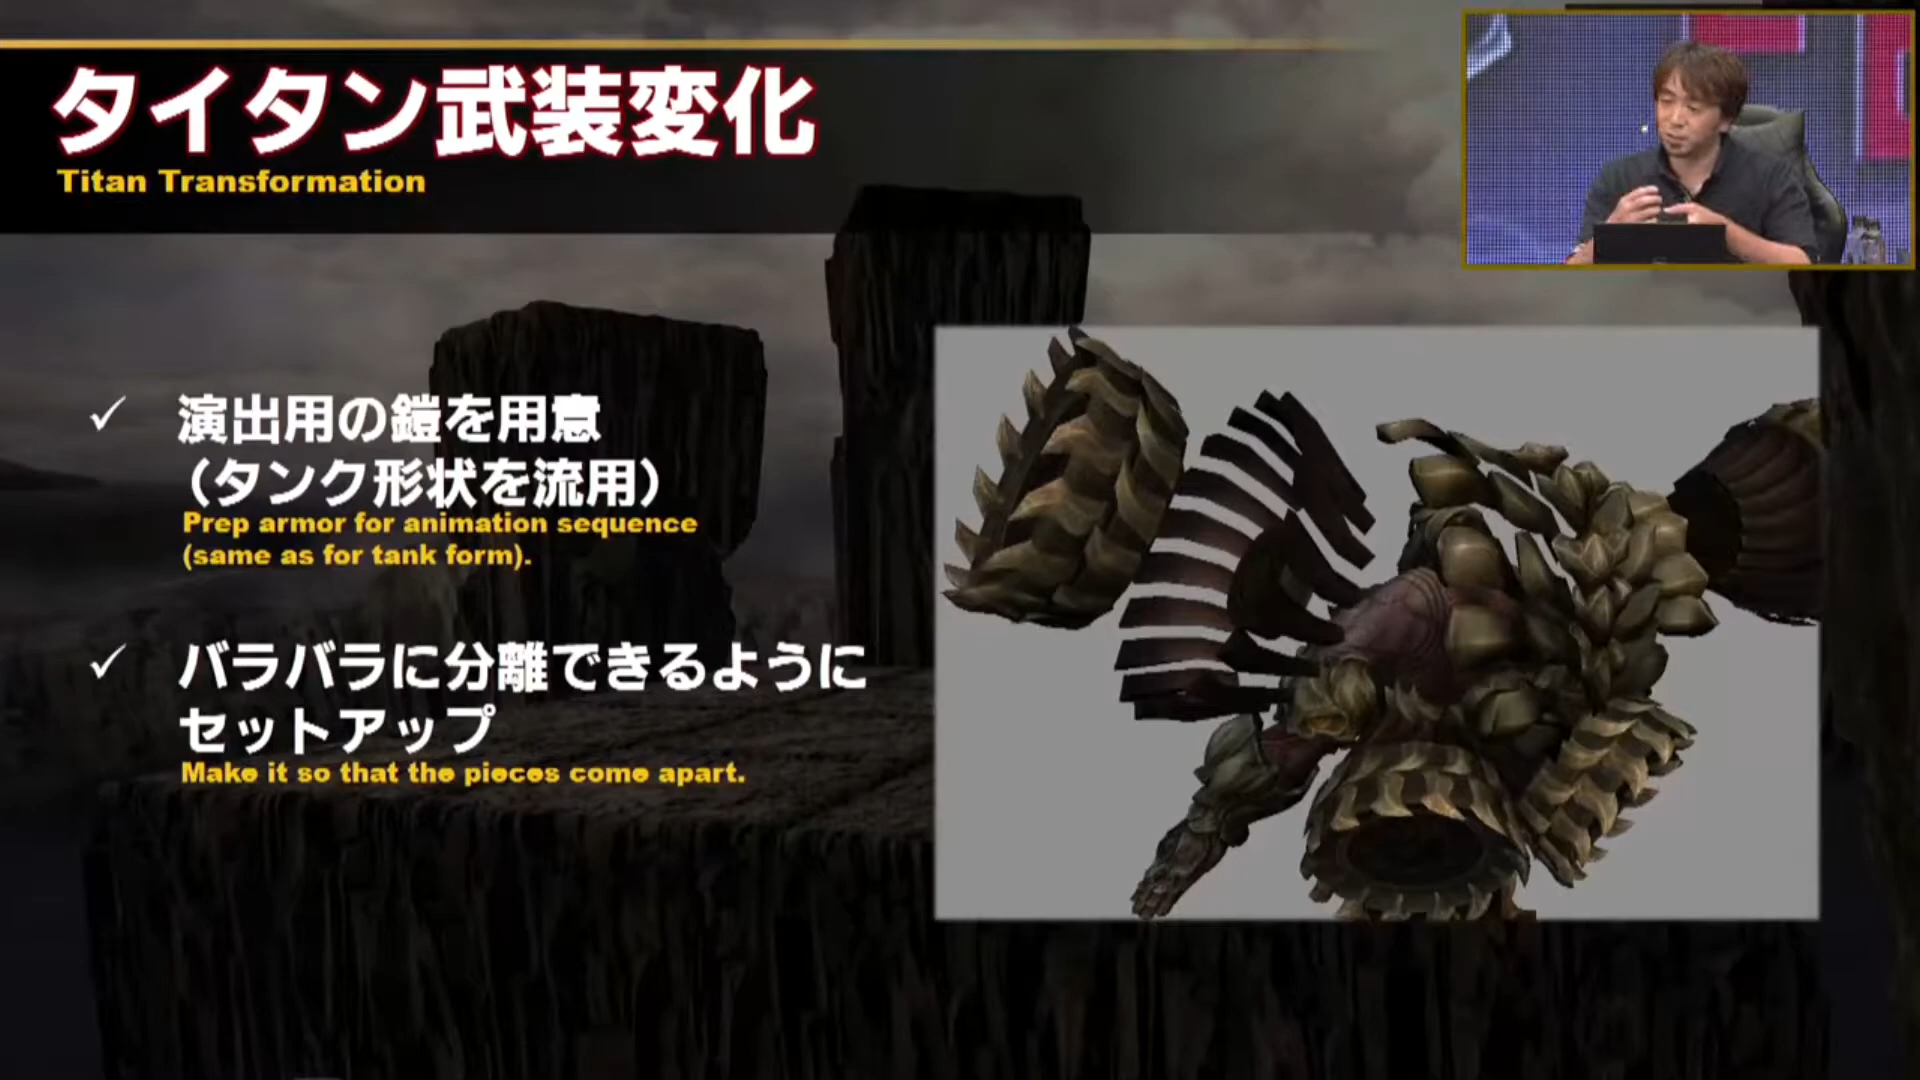 タイタン武装変化
Titan Transformation
✓ 演出用の鎧を用意
（タンク形状を流用）
Prep armor for animation sequence
(same as for tank form).
✓ バラバラに分離できるように
セットアップ
Make it so that the pieces come apart.